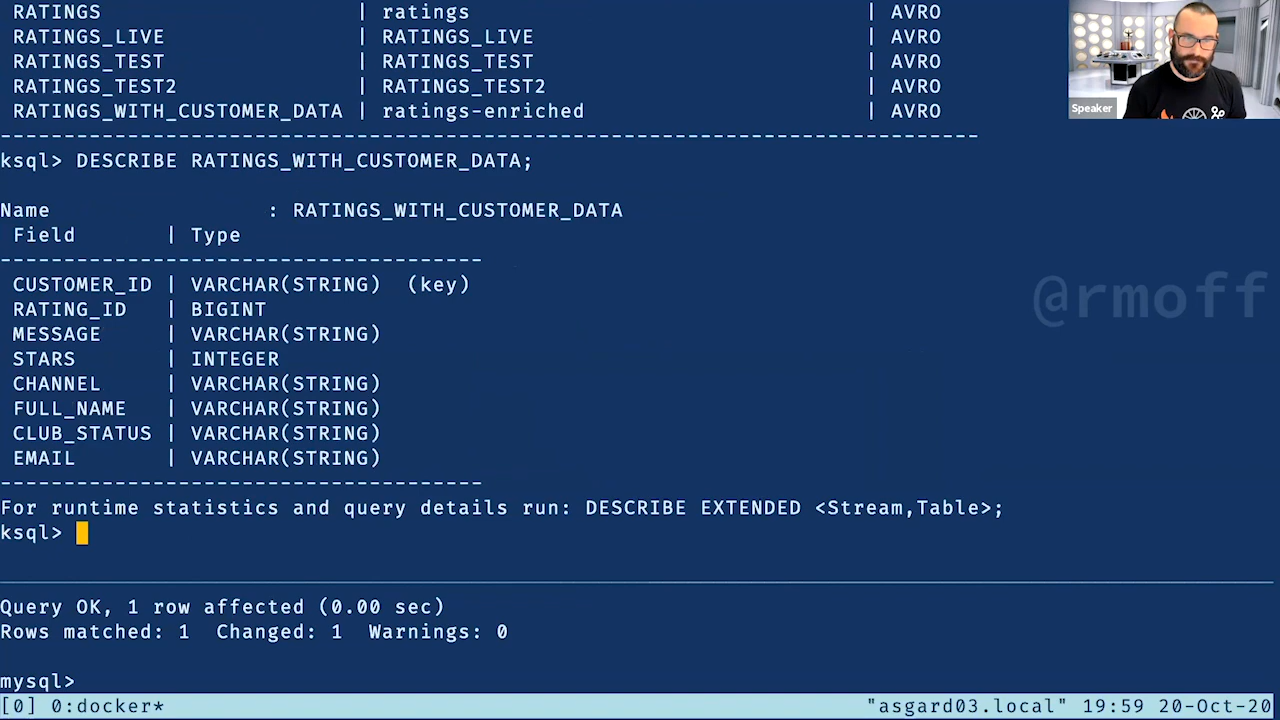 RATINGS | ratings | AVRO
RATINGS_LIVE | RATINGS_LIVE | AVRO
RATINGS_TEST | RATINGS_TEST | AVRO
RATINGS_TEST2 | RATINGS_TEST2 | AVRO
RATINGS_WITH_CUSTOMER_DATA | ratings-enriched | AVRO
Speaker
-----------------------------------------------------------------------------
ksql> DESCRIBE RATINGS_WITH_CUSTOMER_DATA;
Name : RATINGS_WITH_CUSTOMER_DATA
Field | Type
--------------------------------------
CUSTOMER_ID | VARCHAR(STRING) (key)
RATING_ID | BIGINT
MESSAGE | VARCHAR(STRING)
STARS | INTEGER
CHANNEL | VARCHAR(STRING)
FULL_NAME | VARCHAR(STRING)
CLUB_STATUS | VARCHAR(STRING)
EMAIL | VARCHAR(STRING)
--------------------------------------
@rmoff
For runtime statistics and query details run: DESCRIBE EXTENDED <Stream,Table>;
ksql>
Query OK, 1 row affected (0.00 sec)
Rows matched: 1 Changed: 1 Warnings: 0
mysql>
[0] 0:docker* "asgard03.local" 19:59 20-Oct-20